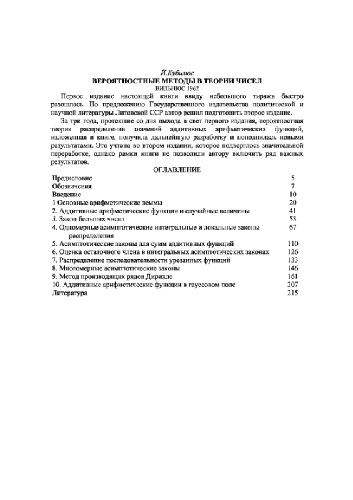 Й.Кубилюс
ВЕРОЯТНОСТНЫЕ МЕТОДЫ В ТЕОРИИ ЧИСЕЛ
ВИЛЬНЮС 1962
Первое издание настоящей книги ввиду небольшого тиража быстро
разошлась. По предложению Государственного издательства политической и
научной литературы Литовской ССР автор решил подготовить второе издание.
За три года, протекшие со дня выхода в свет первого издания, вероятностная
теория распределения значений аддитивных арифметических функций,
изложенная в книге, получила дальнейшую разработку и пополнилась новыми
результатами. Это учтено во втором издании, которое подверглось значительной
переработке, однако рамки книги не позволили автору включить ряд важных
результатов.
ОГЛАВЛЕНИЕ
Предисловие 5
Обозначения 7
Введение 10
1 Основные арифметические леммы 20
2. Аддитивные арифметические функции и случайные величины 41
3. Закон больших чисел 53
4. Одномерные асимптотические интегральные и локальные законы 67
распределения
5. Асимптотические законы для сумм аддитивных функций 110
6. Оценка остаточного члена в интегральных асимптотических законах 126
7. Распределение последовательности урезанных функций 133
8. Многомерные асимптотические законы 146
9. Метод производящих рядов Дирихле 161
10. Аддитивные арифметические функции в гауссовом поле 207
Литература 215